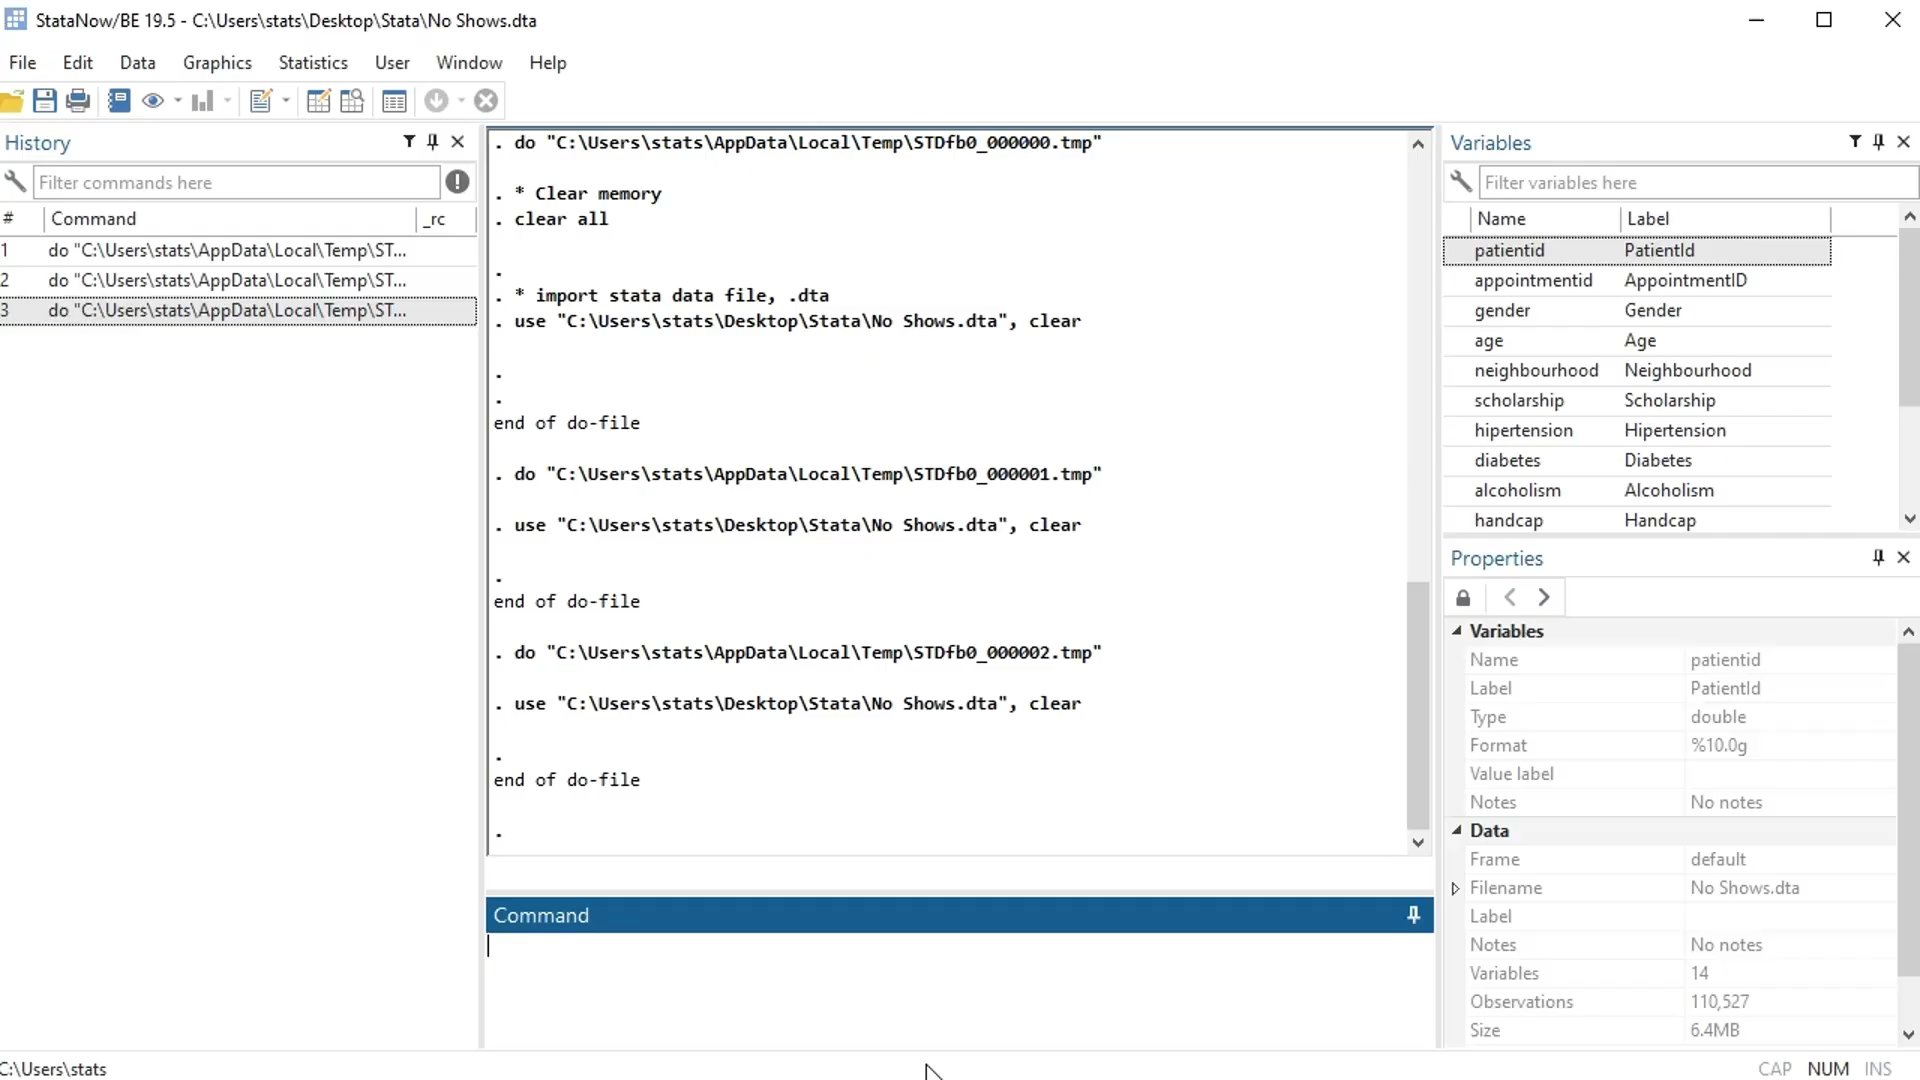 StataNow/BE 19.5 - C:\Users\stats\Desktop\Stata\No Shows.dta
File Edit Data Graphics Statistics User Window Help
History
Filter commands here
# Command _rc
1 do "C:\Users\stats\AppData\Local\Temp\ST...
2 do "C:\Users\stats\AppData\Local\Temp\ST...
3 do "C:\Users\stats\AppData\Local\Temp\ST...
. do "C:\Users\stats\AppData\Local\Temp\STDfb0_000000.tmp"
. * Clear memory
. clear all
.
. * import stata data file, .dta
. use "C:\Users\stats\Desktop\Stata\No Shows.dta", clear
.
.
end of do-file
. do "C:\Users\stats\AppData\Local\Temp\STDfb0_000001.tmp"
. use "C:\Users\stats\Desktop\Stata\No Shows.dta", clear
.
end of do-file
. do "C:\Users\stats\AppData\Local\Temp\STDfb0_000002.tmp"
. use "C:\Users\stats\Desktop\Stata\No Shows.dta", clear
.
end of do-file
.
Command
Variables
Filter variables here
Name Label
patientid PatientId
appointmentid AppointmentID
gender Gender
age Age
neighbourhood Neighbourhood
scholarship Scholarship
hipertension Hipertension
diabetes Diabetes
alcoholism Alcoholism
handcap Handcap
Properties
Variables
Name patientid
Label PatientId
Type double
Format %10.0g
Value label
Notes No notes
Data
Frame default
Filename No Shows.dta
Label
Notes No notes
Variables 14
Observations 110,527
Size 6.4MB
C:\Users\stats
CAP NUM INS